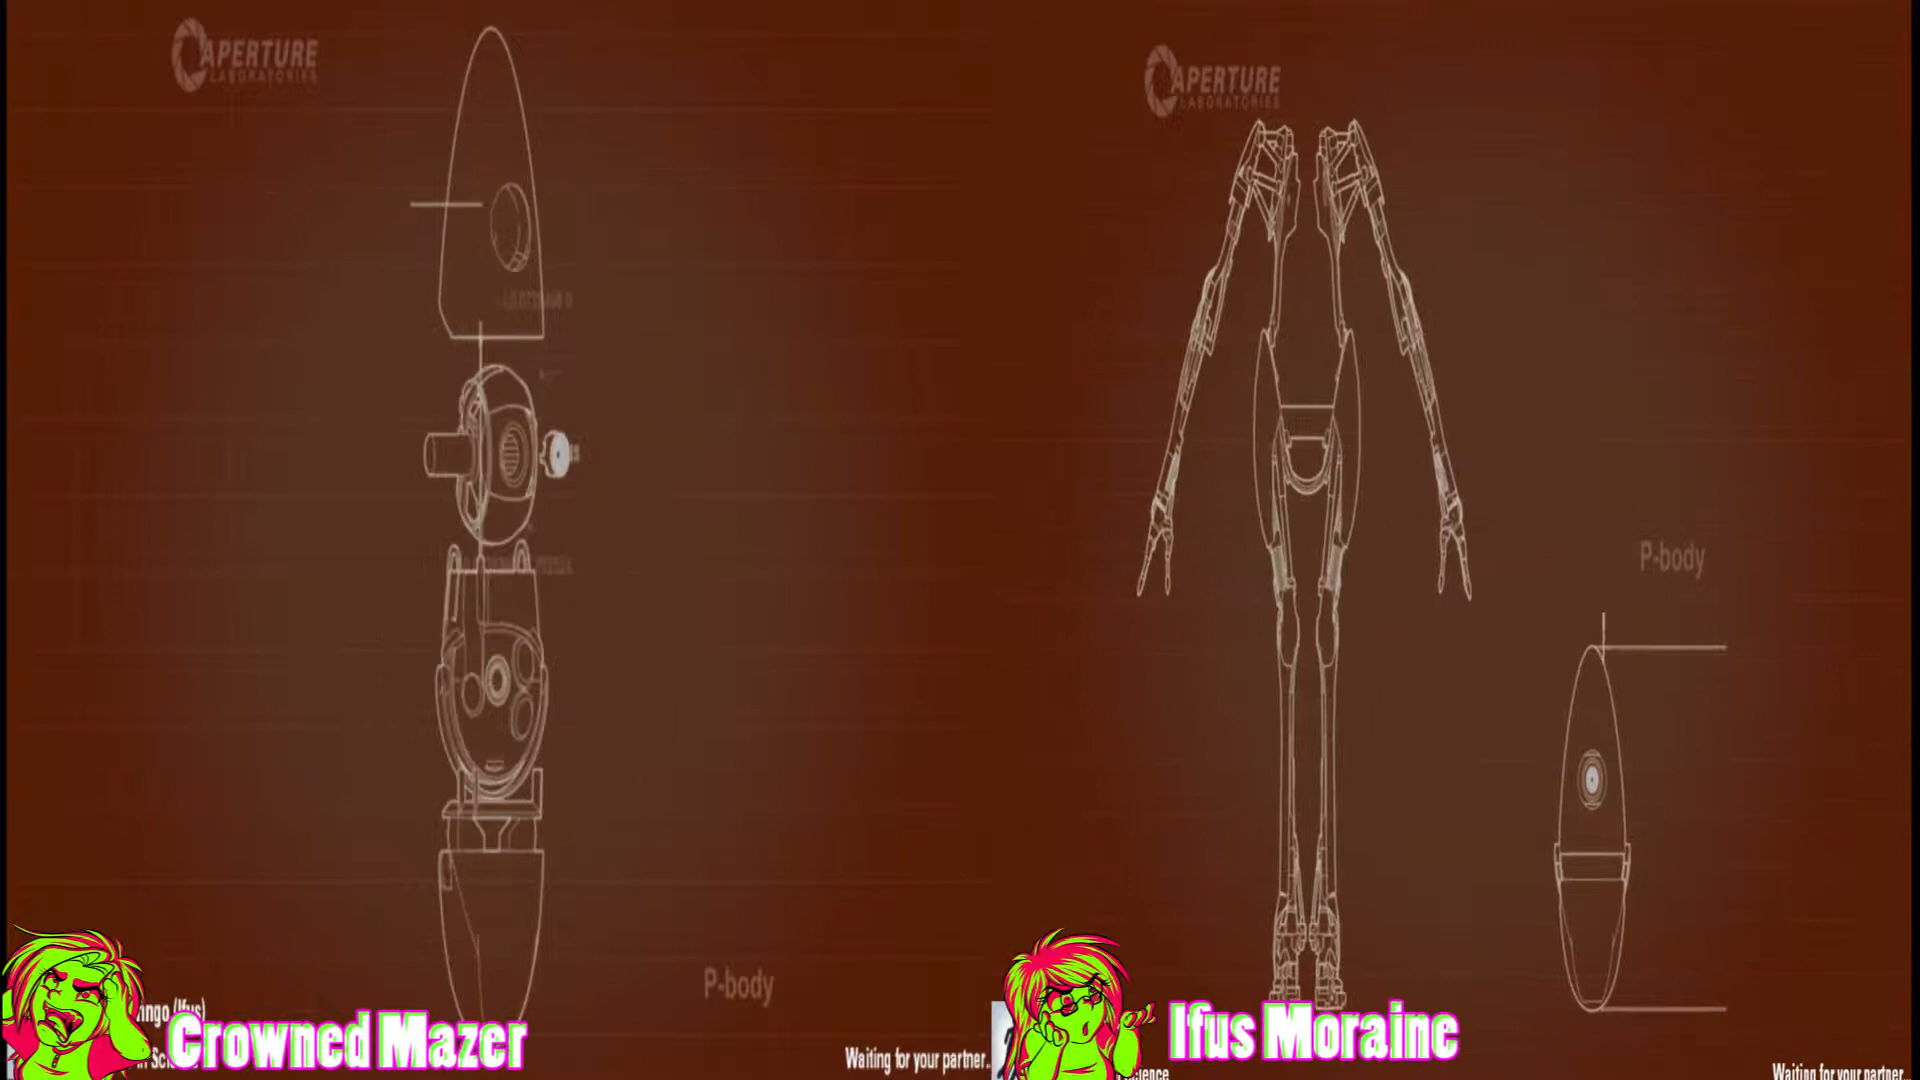 APERTURE
LABORATORIES
P-body
Crowned Mazer
Waiting for your partner..
APERTURE
LABORATORIES
P-body
Ifus Moraine
Waiting for your partner